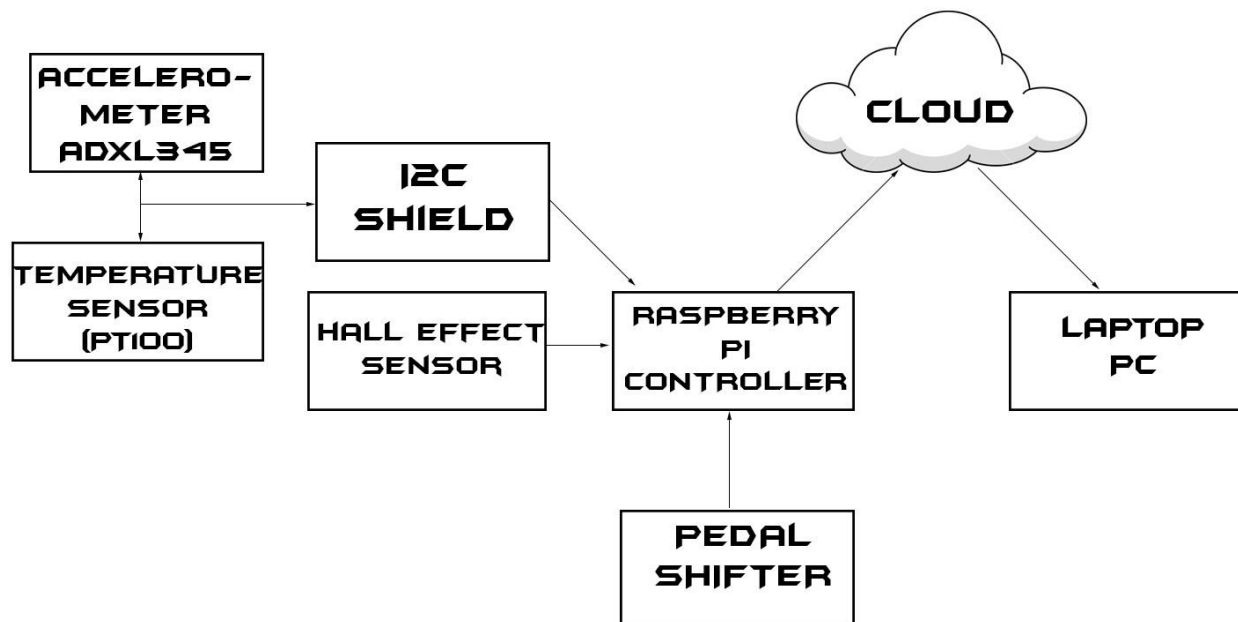 ACCELERO-
METER
ADXL345
TEMPERATURE
SENSOR
(PT100)
I2C
SHIELD
HALL EFFECT
SENSOR
RASPBERRY
PI
CONTROLLER
PEDAL
SHIFTER
CLOUD
LAPTOP
PC